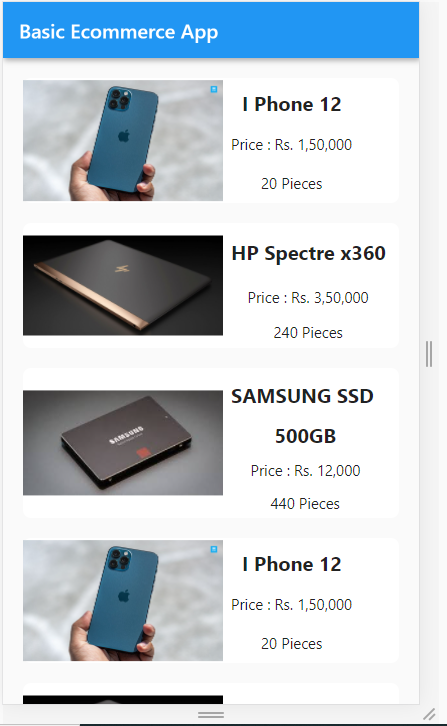 Basic Ecommerce App
I Phone 12
Price : Rs. 1,50,000
20 Pieces
HP Spectre x360
Price : Rs. 3,50,000
240 Pieces
SAMSUNG
SAMSUNG SSD
500GB
Price : Rs. 12,000
440 Pieces
I Phone 12
Price : Rs. 1,50,000
20 Pieces